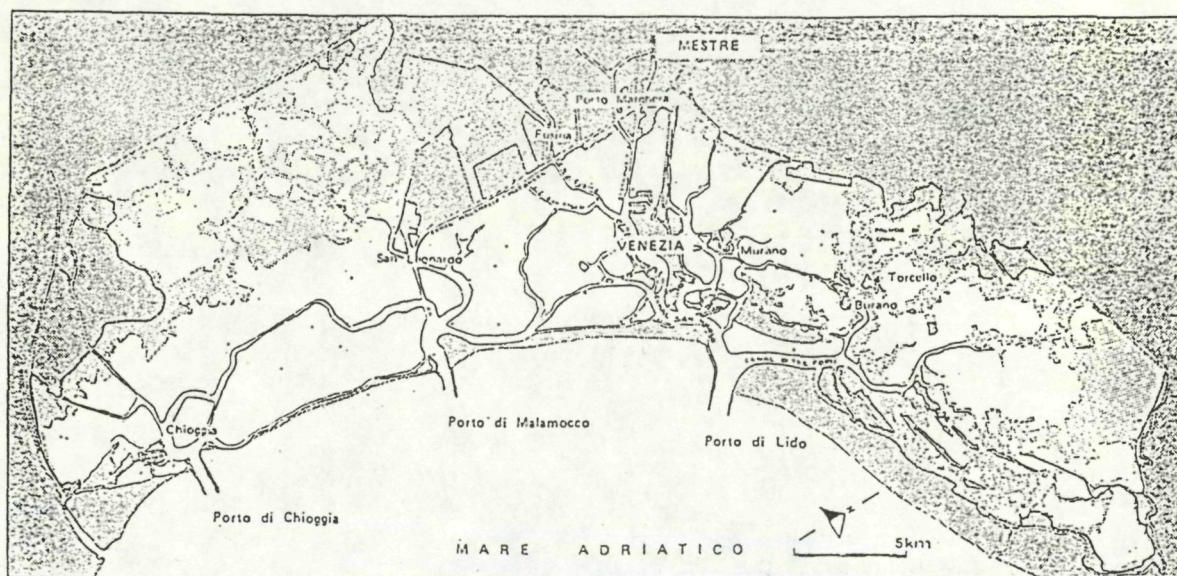 MESTRE
Porto Marghera
Fusina
San Leonardo
VENEZIA
Murano
Torcello
Burano
Chioggia
Porto di Malamocco
Porto di Lido
Porto di Chioggia
MARE ADRIATICO
N
5km